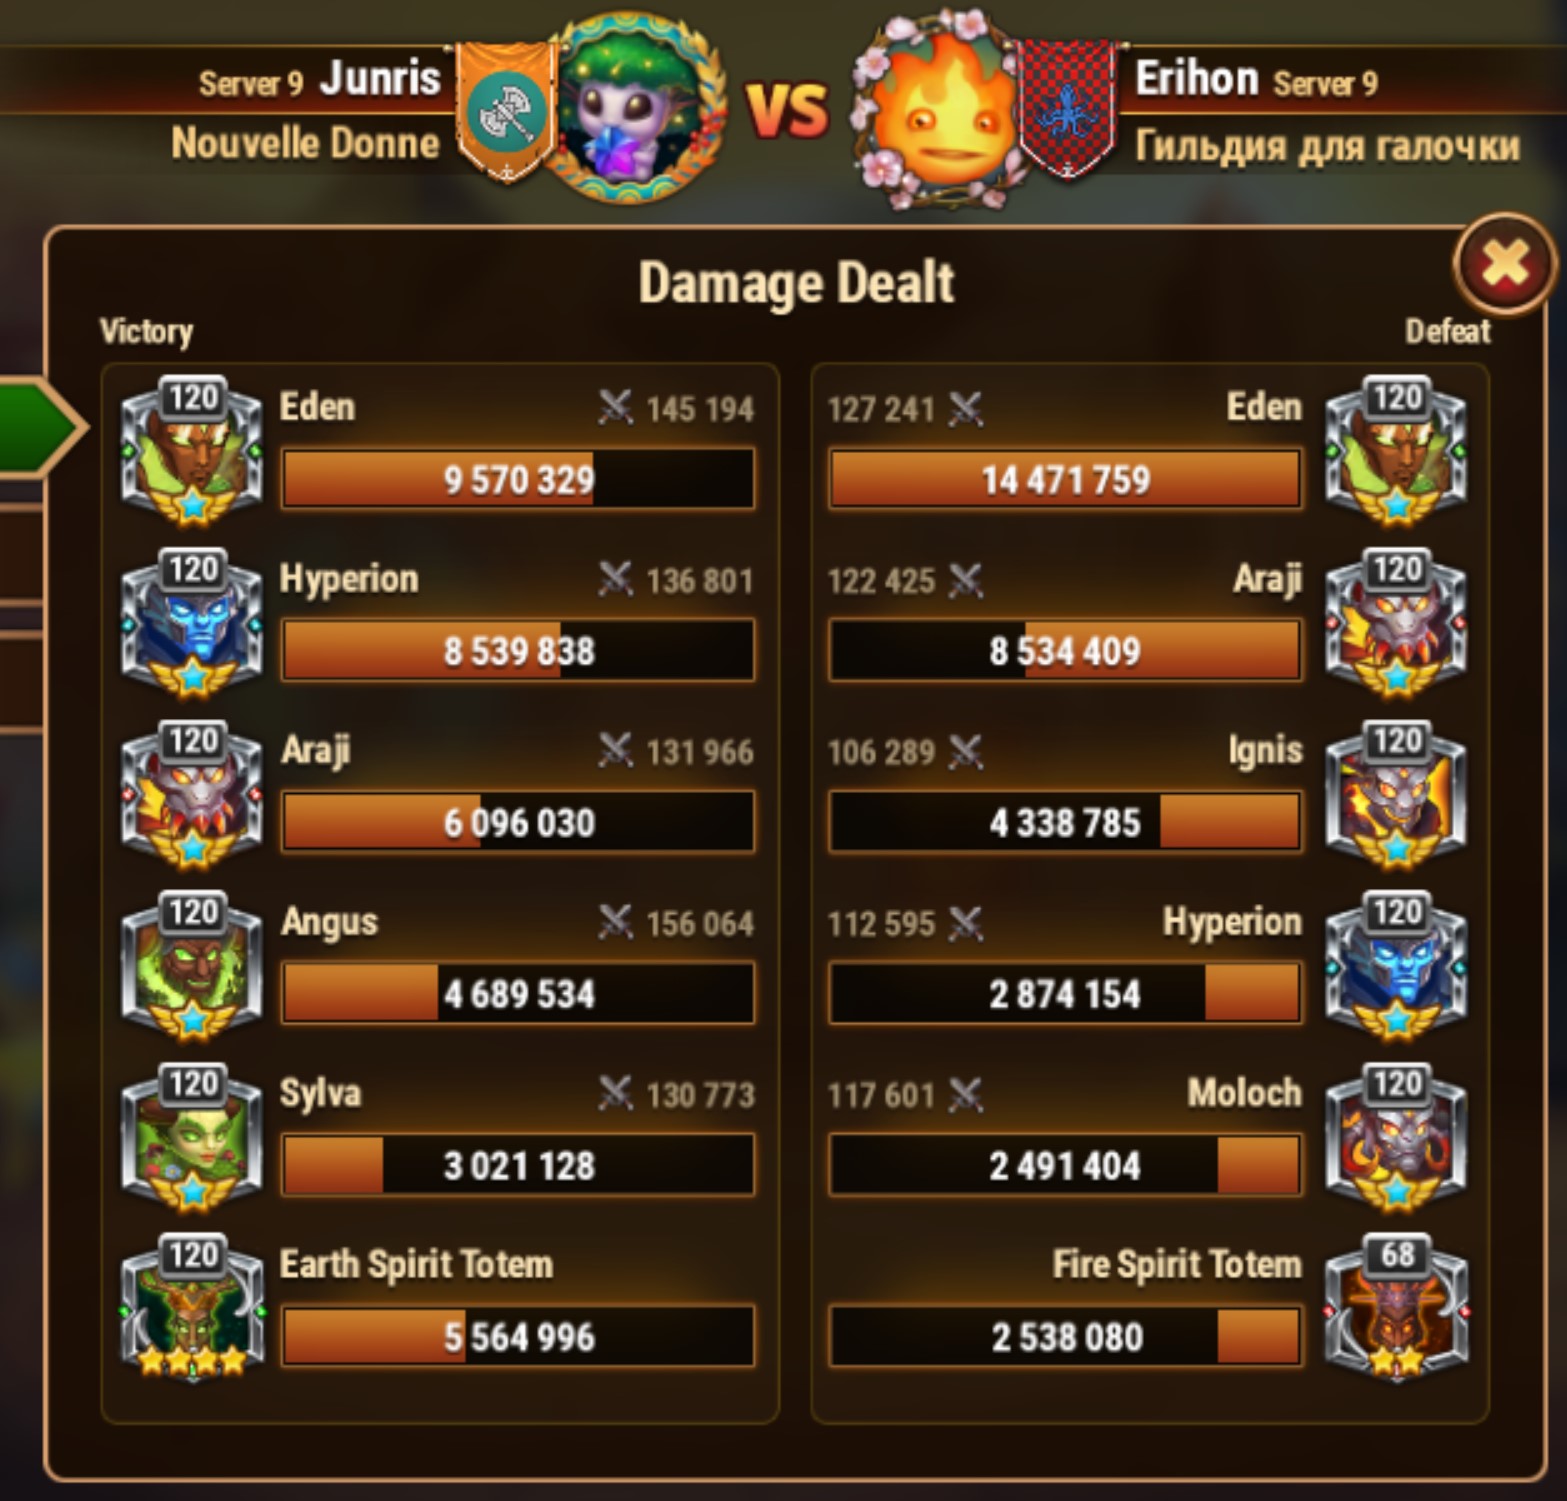 Server 9 Junris VS Erihon Server 9
Nouvelle Donne Гильдия для галочки
Damage Dealt
Victory Defeat
120 Eden 145 194 127 241 Eden 120
9 570 329 14 471 759
120 Hyperion 136 801 122 425 Araji 120
8 539 838 8 534 409
120 Araji 131 966 106 289 Ignis 120
6 096 030 4 338 785
120 Angus 156 064 112 595 Hyperion 120
4 689 534 2 874 154
120 Sylva 130 773 117 601 Moloch 120
3 021 128 2 491 404
120 Earth Spirit Totem Fire Spirit Totem 68
5 564 996 2 538 080